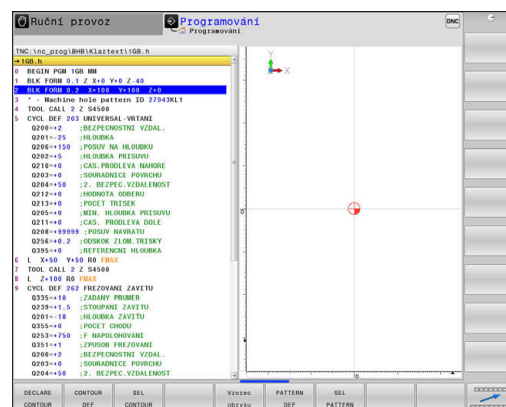 Ruční provoz
Programování
Programování
DNC
TNC:\nc_prog\BHB\Klartext\1GB.h
→1GB.h
0 BEGIN PGM 1GB MM
1 BLK FORM 0.1 Z X+0 Y+0 Z-40
2 BLK FORM 0.2 X+100 Y+100 Z+0
3 * - Machine hole pattern ID 27943KL1
4 TOOL CALL 2 Z S4500
5 CYCL DEF 203 UNIVERSAL-VRTANI
Q200=+2 ;BEZPECNOSTNI VZDAL.
Q201=-25 ;HLOUBKA
Q206=+150 ;POSUV NA HLOUBKU
Q202=+5 ;HLOUBKA PRISUVU
Q210=+0 ;CAS.PRODLEVA NAHORE
Q203=+0 ;SOURADNICE POVRCHU
Q204=+50 ;2. BEZPEC.VZDALENOST
Q212=+0 ;HODNOTA ODBERU
Q213=+0 ;POCET TRISEK
Q205=+0 ;MIN. HLOUBKA PRISUVU
Q211=+0 ;CAS. PRODLEVA DOLE
Q208=+99999 ;POSUV NAVRATU
Q256=+0.2 ;ODSKOK ZLOM.TRISKY
Q395=+0 ;REFERENCNI HLOUBKA
6 L X+50 Y+50 R0 FMAX
7 TOOL CALL 2 Z S4500
8 L Z+100 R0 FMAX
9 CYCL DEF 262 FREZOVANI ZAVITU
Q335=+10 ;ZADANY PRUMER
Q239=+1.5 ;STOUPANI ZAVITU
Q201=-18 ;HLOUBKA ZAVITU
Q355=+0 ;POCET CHODU
Q253=+750 ;F NAPOLOHOVANI
Q351=+1 ;ZPUSOB FREZOVANI
Q200=+2 ;BEZPECNOSTNI VZDAL.
Q203=+0 ;SOURADNICE POVRCHU
Q204=+50 ;2. BEZPEC.VZDALENOST
Y
X
0
0
DECLARE CONTOUR
CONTOUR DEF
SEL CONTOUR
Vzorec obrysu
PATTERN DEF
SEL PATTERN